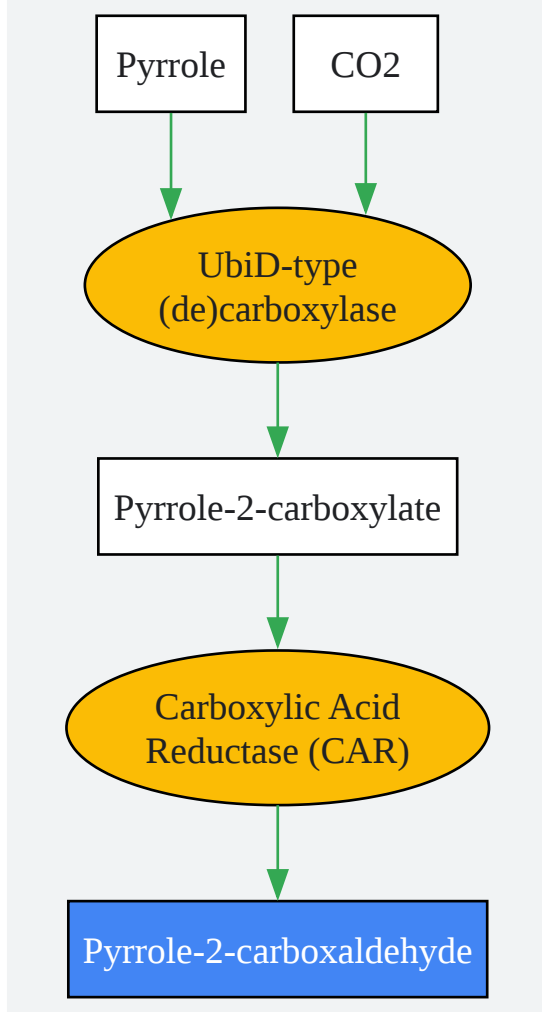 Pyrrole
CO2
UbiD-type
(de)carboxylase
Pyrrole-2-carboxylate
Carboxylic Acid
Reductase (CAR)
Pyrrole-2-carboxaldehyde